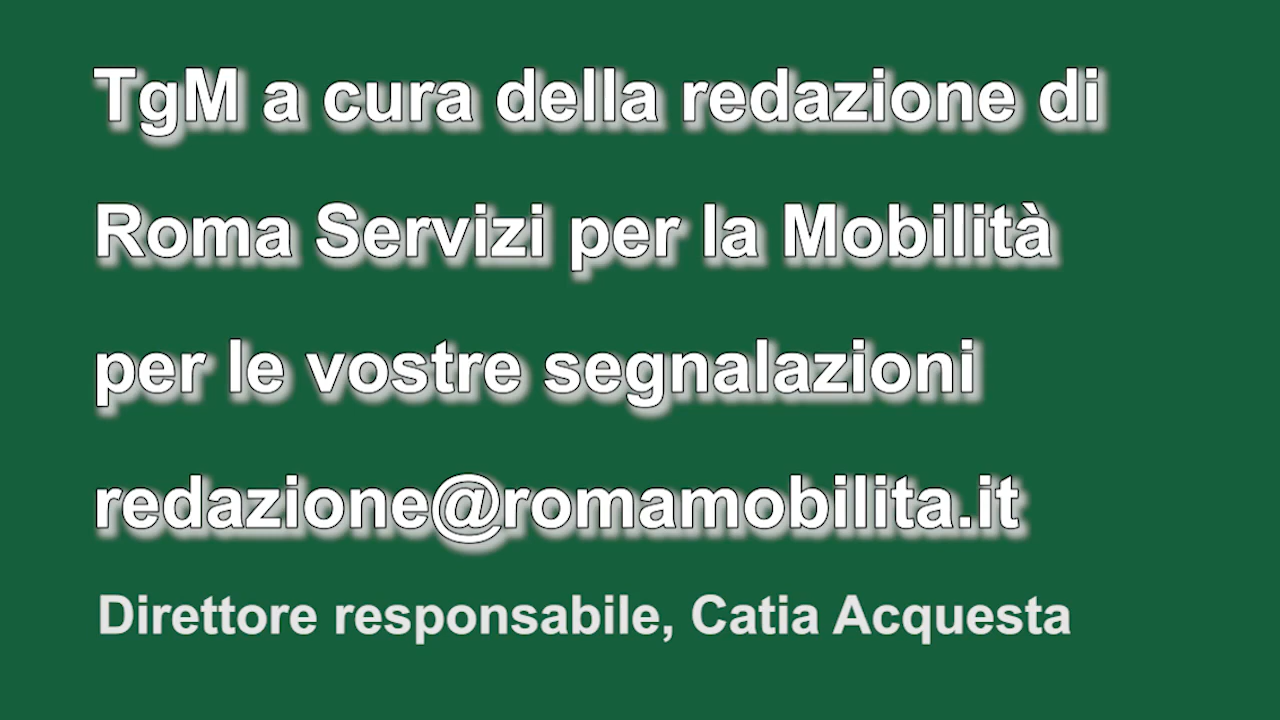 TgM a cura della redazione di
Roma Servizi per la Mobilità
per le vostre segnalazioni
redazione@romamobilita.it
Direttore responsabile, Catia Acquesta